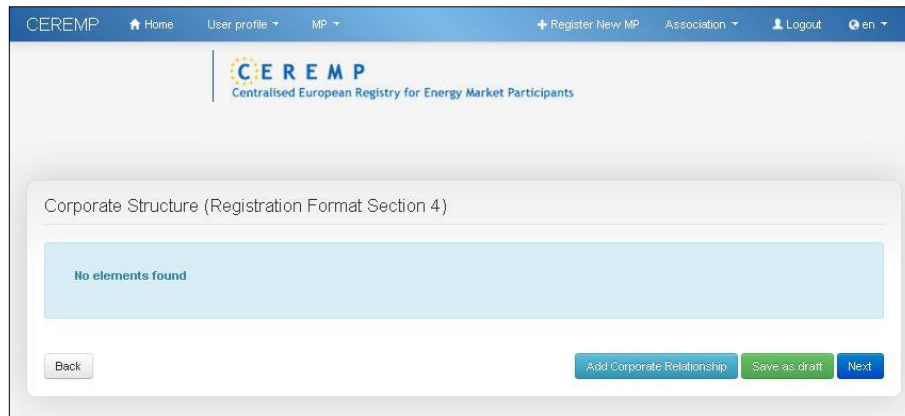 CEREMP Home User profile MP Register New MP Association Logout en
CEREMP
Centralised European Registry for Energy Market Participants
Corporate Structure (Registration Format Section 4)
No elements found
Back Add Corporate Relationship Save as draft Next